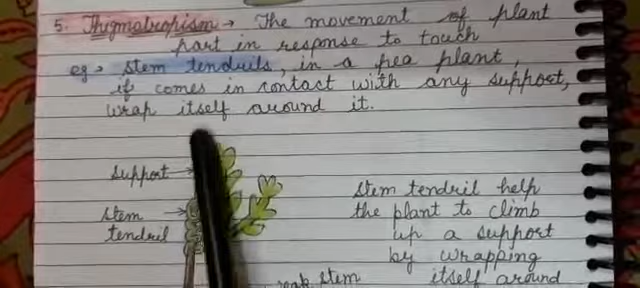 5. Thigmotropism → The movement of plant
part in response to touch
eg → stem tendrils, in a pea plant,
if comes in contact with any support,
wrap itself around it.
support →
stem →
tendril
stem tendril help
the plant to climb
up a support
by wrapping
itself around
stem